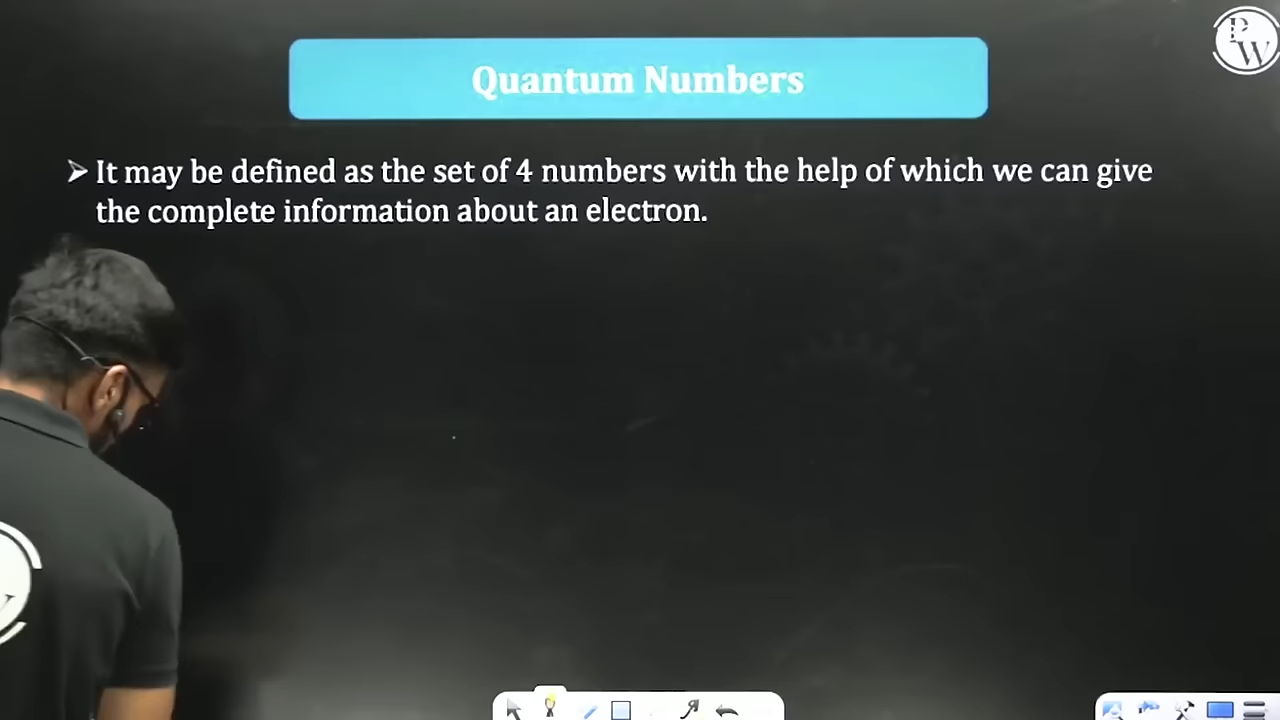 PW
Quantum Numbers
➢ It may be defined as the set of 4 numbers with the help of which we can give
the complete information about an electron.